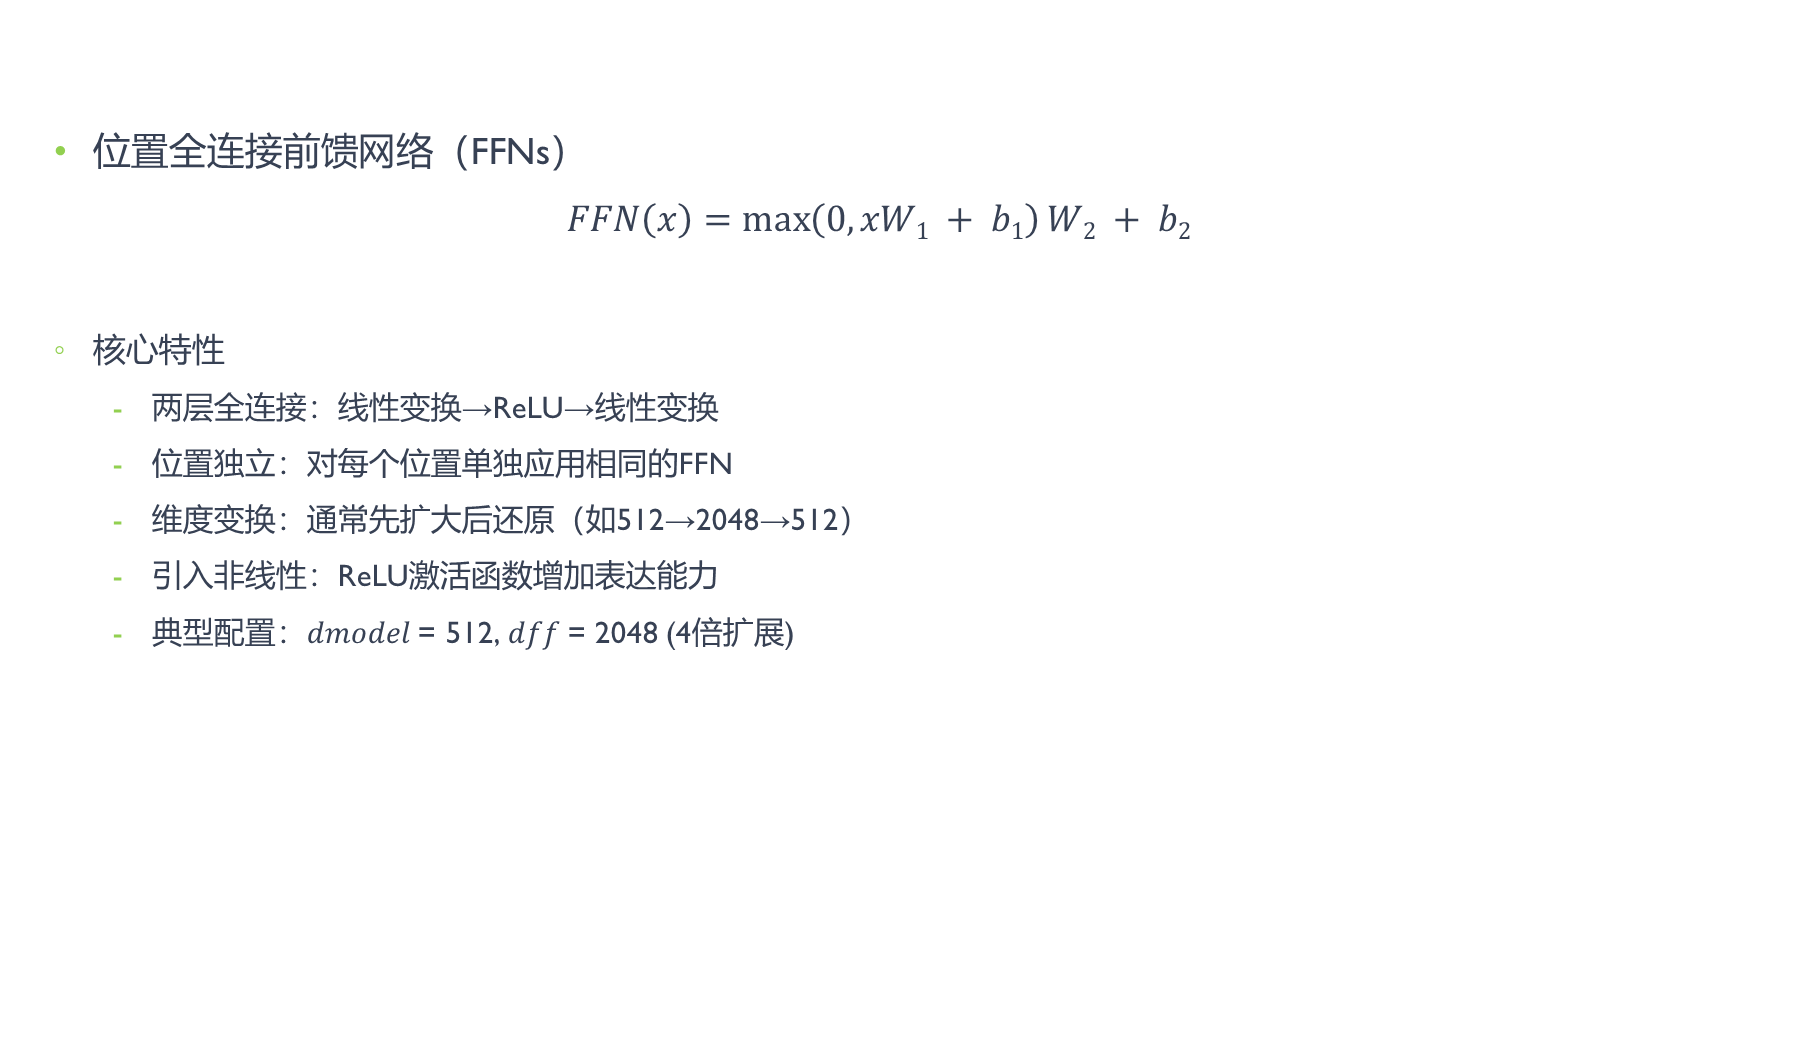 • 位置全连接前馈网络（FFNs）
FFN(x) = max(0, xW₁ + b₁) W₂ + b₂
◦ 核心特性
- 两层全连接：线性变换→ReLU→线性变换
- 位置独立：对每个位置单独应用相同的FFN
- 维度变换：通常先扩大后还原（如512→2048→512）
- 引入非线性：ReLU激活函数增加表达能力
- 典型配置：dmodel = 512, dff = 2048 (4倍扩展)